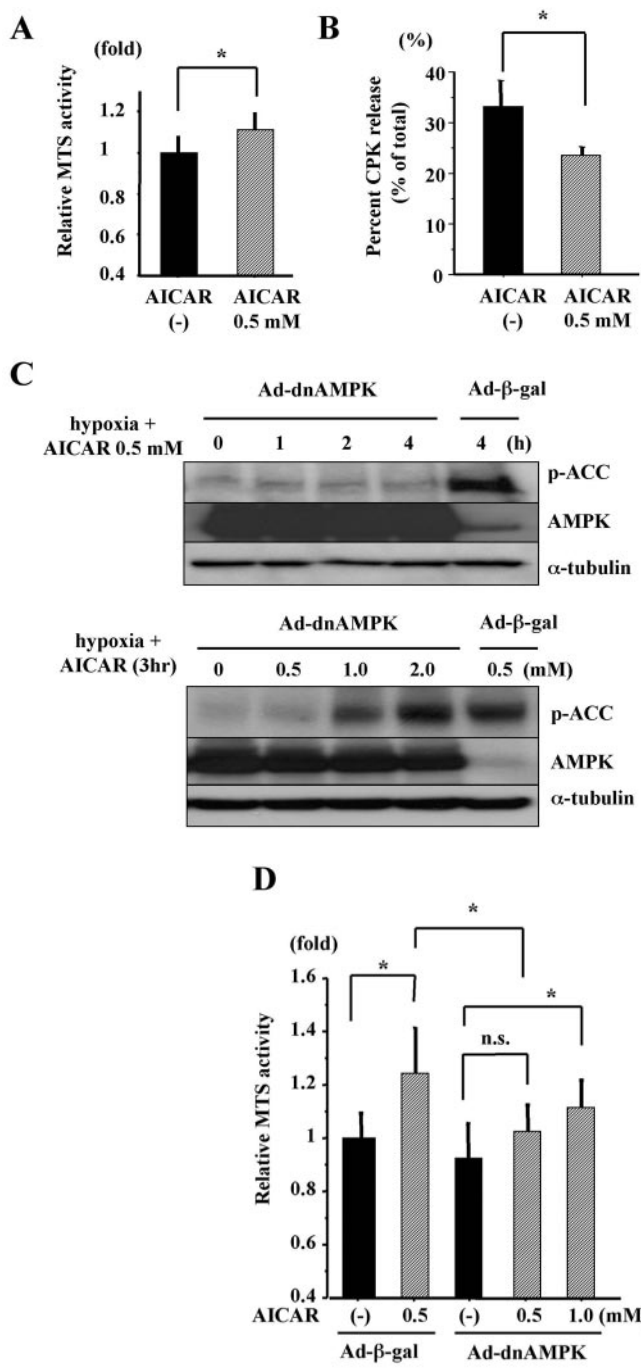 A
(fold)
*
Relative MTS activity
1.2
1
0.8
0.6
0.4
AICAR
(-)
AICAR
0.5 mM
B
(%)
*
Percent CPK release
(% of total)
40
30
20
10
0
AICAR
(-)
AICAR
0.5 mM
C
Ad-dnAMPK Ad-β-gal
hypoxia +
AICAR 0.5 mM 0 1 2 4 4 (h)
p-ACC
AMPK
α-tubulin
Ad-dnAMPK Ad-β-gal
hypoxia +
AICAR (3hr) 0 0.5 1.0 2.0 0.5 (mM)
p-ACC
AMPK
α-tubulin
D
(fold)
*
*
*
n.s.
Relative MTS activity
1.6
1.4
1.2
1
0.8
0.6
0.4
AICAR (-) 0.5 (-) 0.5 1.0 (mM)
Ad-β-gal Ad-dnAMPK